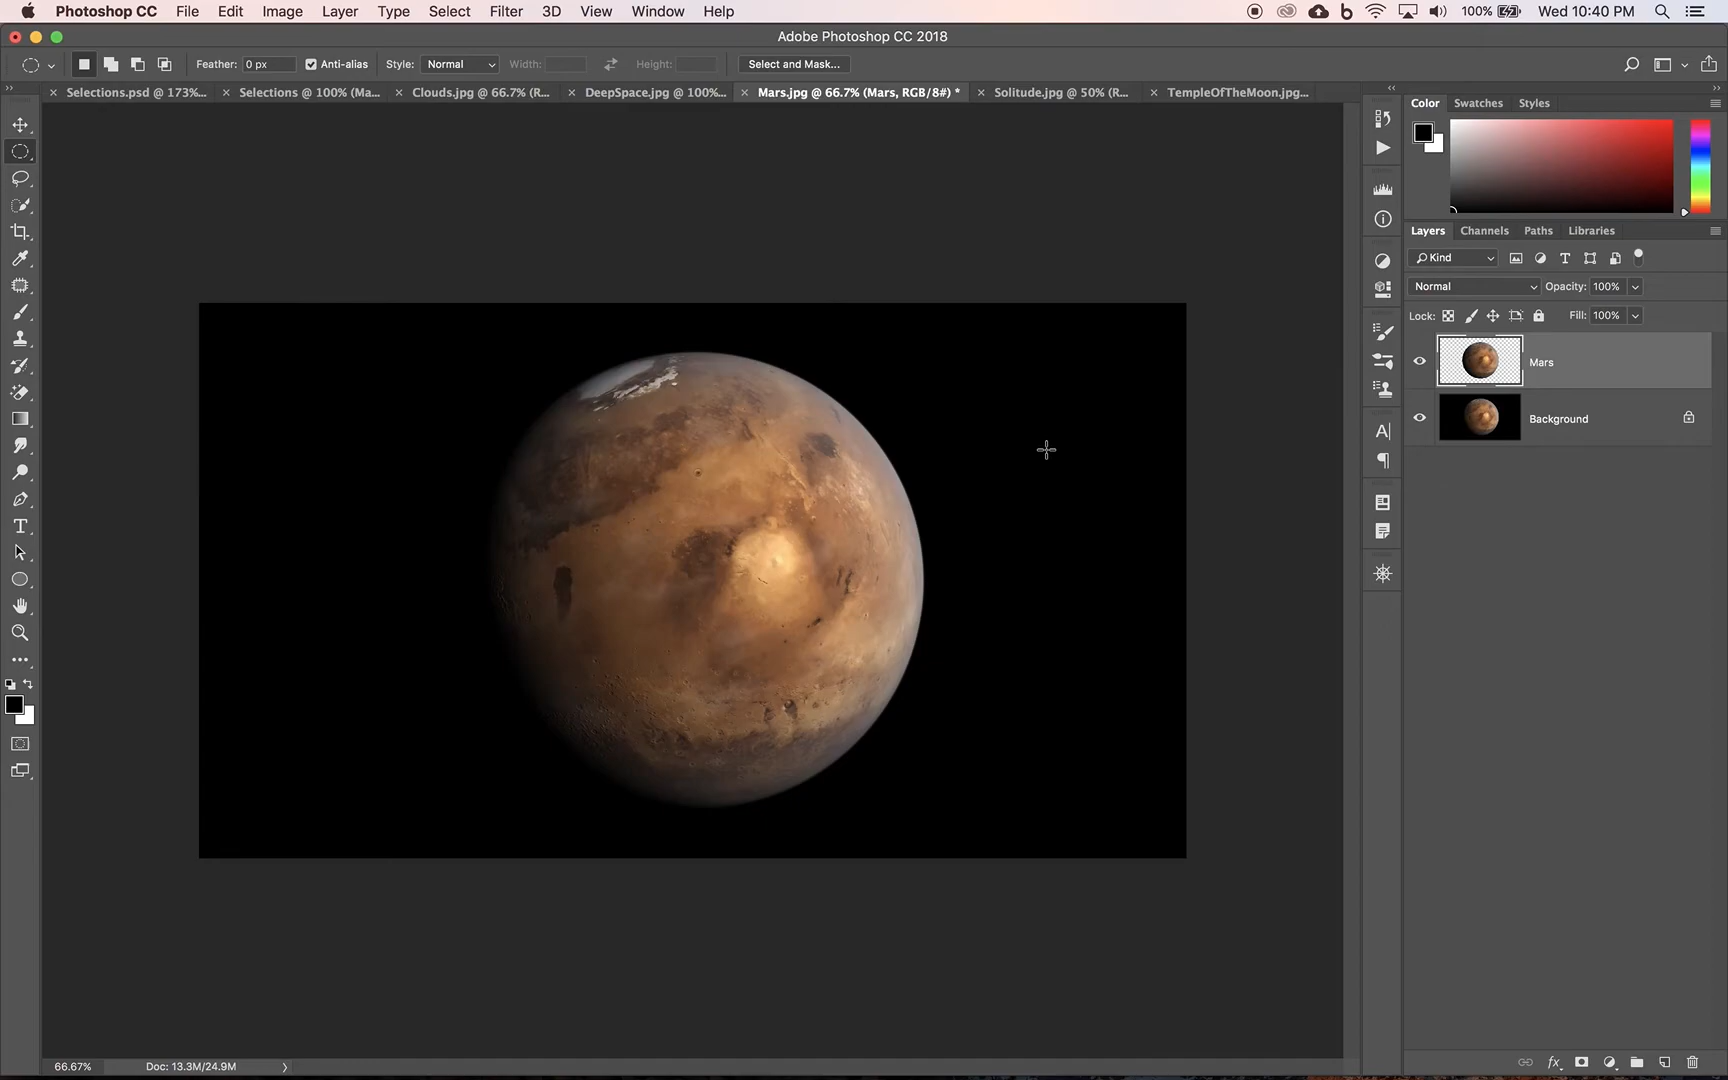 Photoshop CC File Edit Image Layer Type Select Filter 3D View Window Help 100% Wed 10:40 PM
Adobe Photoshop CC 2018
Feather: 0 px Anti-alias Style: Normal Width: Height: Select and Mask...
Selections.psd @ 173%... Selections @ 100% (Ma... Clouds.jpg @ 66.7% (R... DeepSpace.jpg @ 100%... Mars.jpg @ 66.7% (Mars, RGB/8#) * Solitude.jpg @ 50% (R... TempleOfTheMoon.jpg...
Color Swatches Styles
Layers Channels Paths Libraries
Kind
Normal Opacity: 100%
Lock: Fill: 100%
Mars
Background
66.67% Doc: 13.3M/24.9M